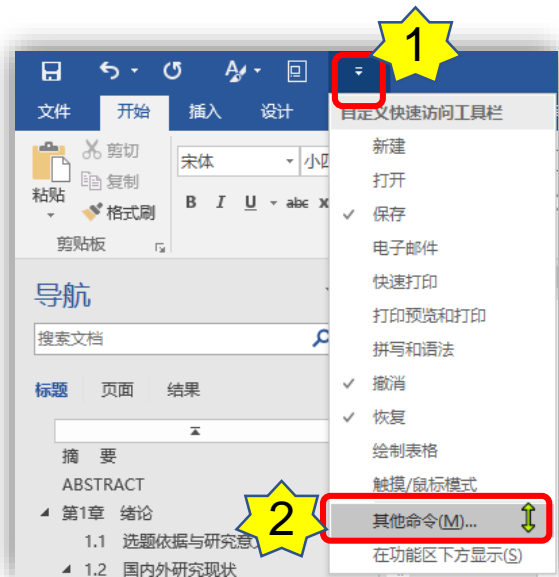 1
文件 开始 插入 设计
自定义快速访问工具栏
新建
打开
保存
电子邮件
快速打印
打印预览和打印
拼写和语法
撤消
恢复
绘制表格
触摸/鼠标模式
其他命令(M)...
在功能区下方显示(S)
剪切
复制
格式刷
粘贴
剪贴板
宋体 小四
B I U abc x
导航
搜索文档
标题 页面 结果
摘 要
ABSTRACT
第1章 绪论
1.1 选题依据与研究意
1.2 国内外研究现状
2